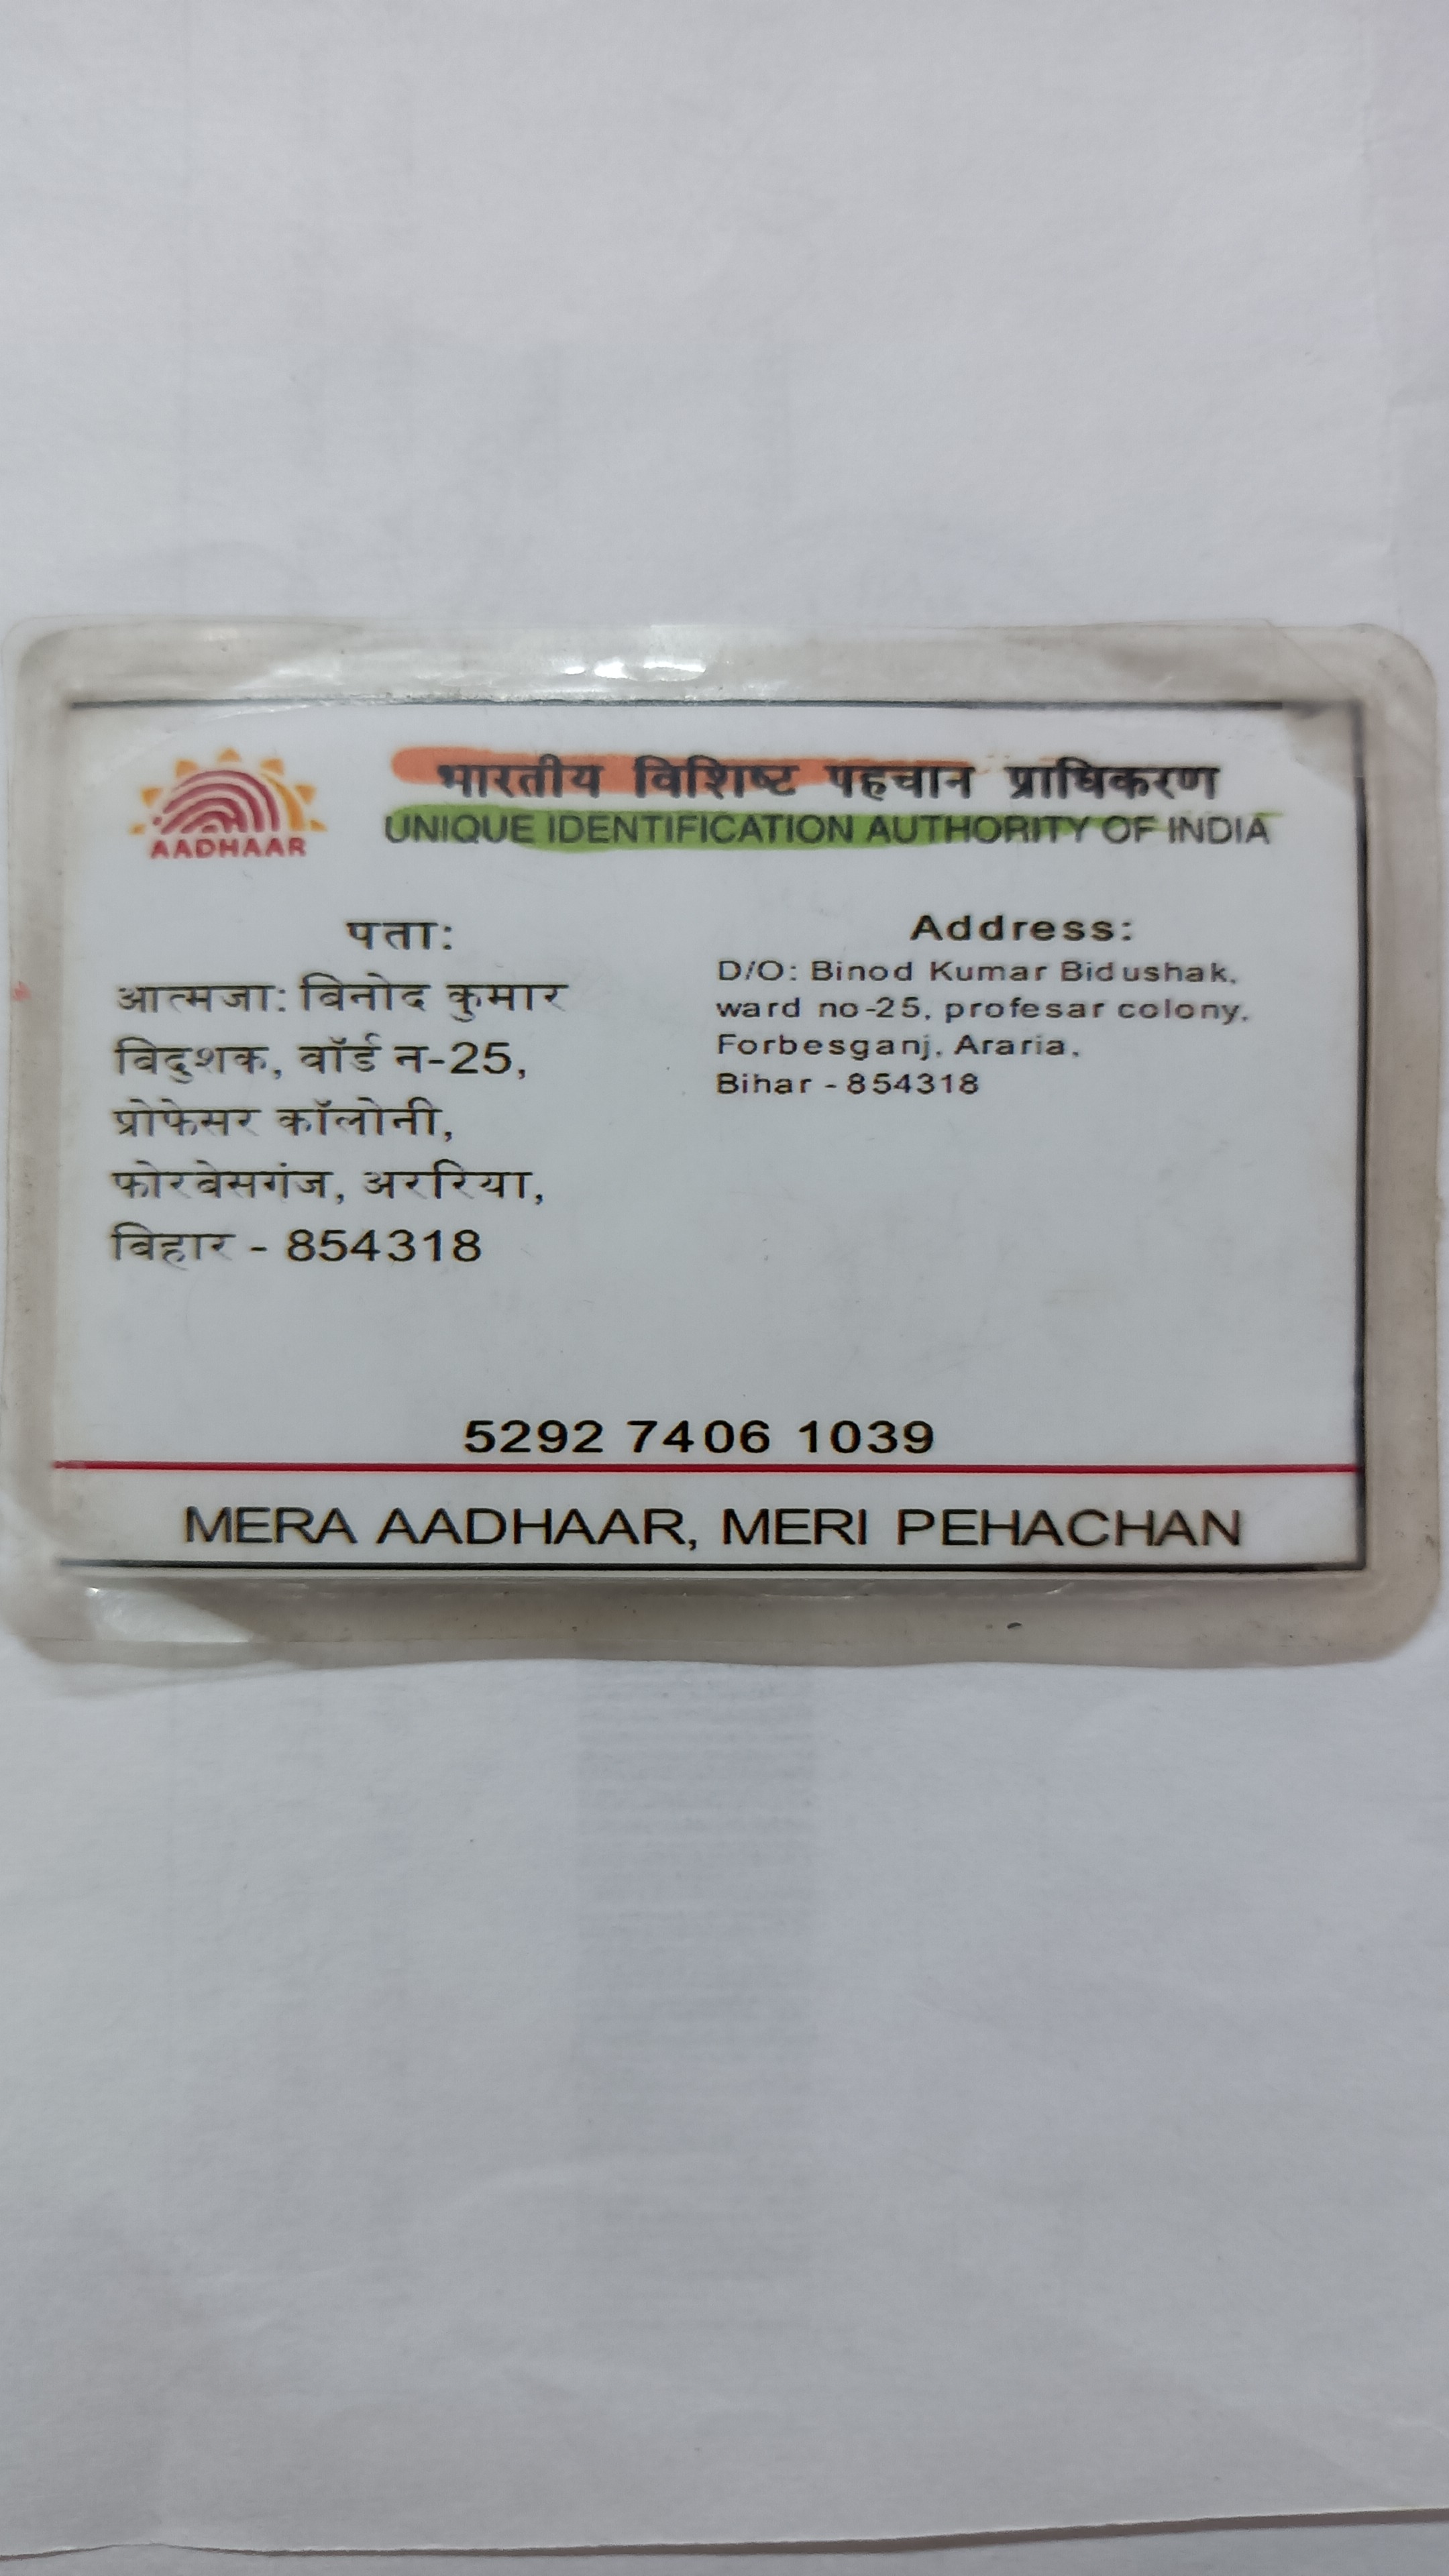 AADHAAR
भारतीय विशिष्ट पहचान प्राधिकरण
UNIQUE IDENTIFICATION AUTHORITY OF INDIA
पता:
आत्मजा: बिनोद कुमार
बिदुशक, वॉर्ड न-25,
प्रोफेसर कॉलोनी,
फोरबेसगंज, अररिया,
बिहार - 854318
Address:
D/O: Binod Kumar Bidushak,
ward no-25, profesar colony,
Forbesganj, Araria,
Bihar - 854318
5292 7406 1039
MERA AADHAAR, MERI PEHACHAN